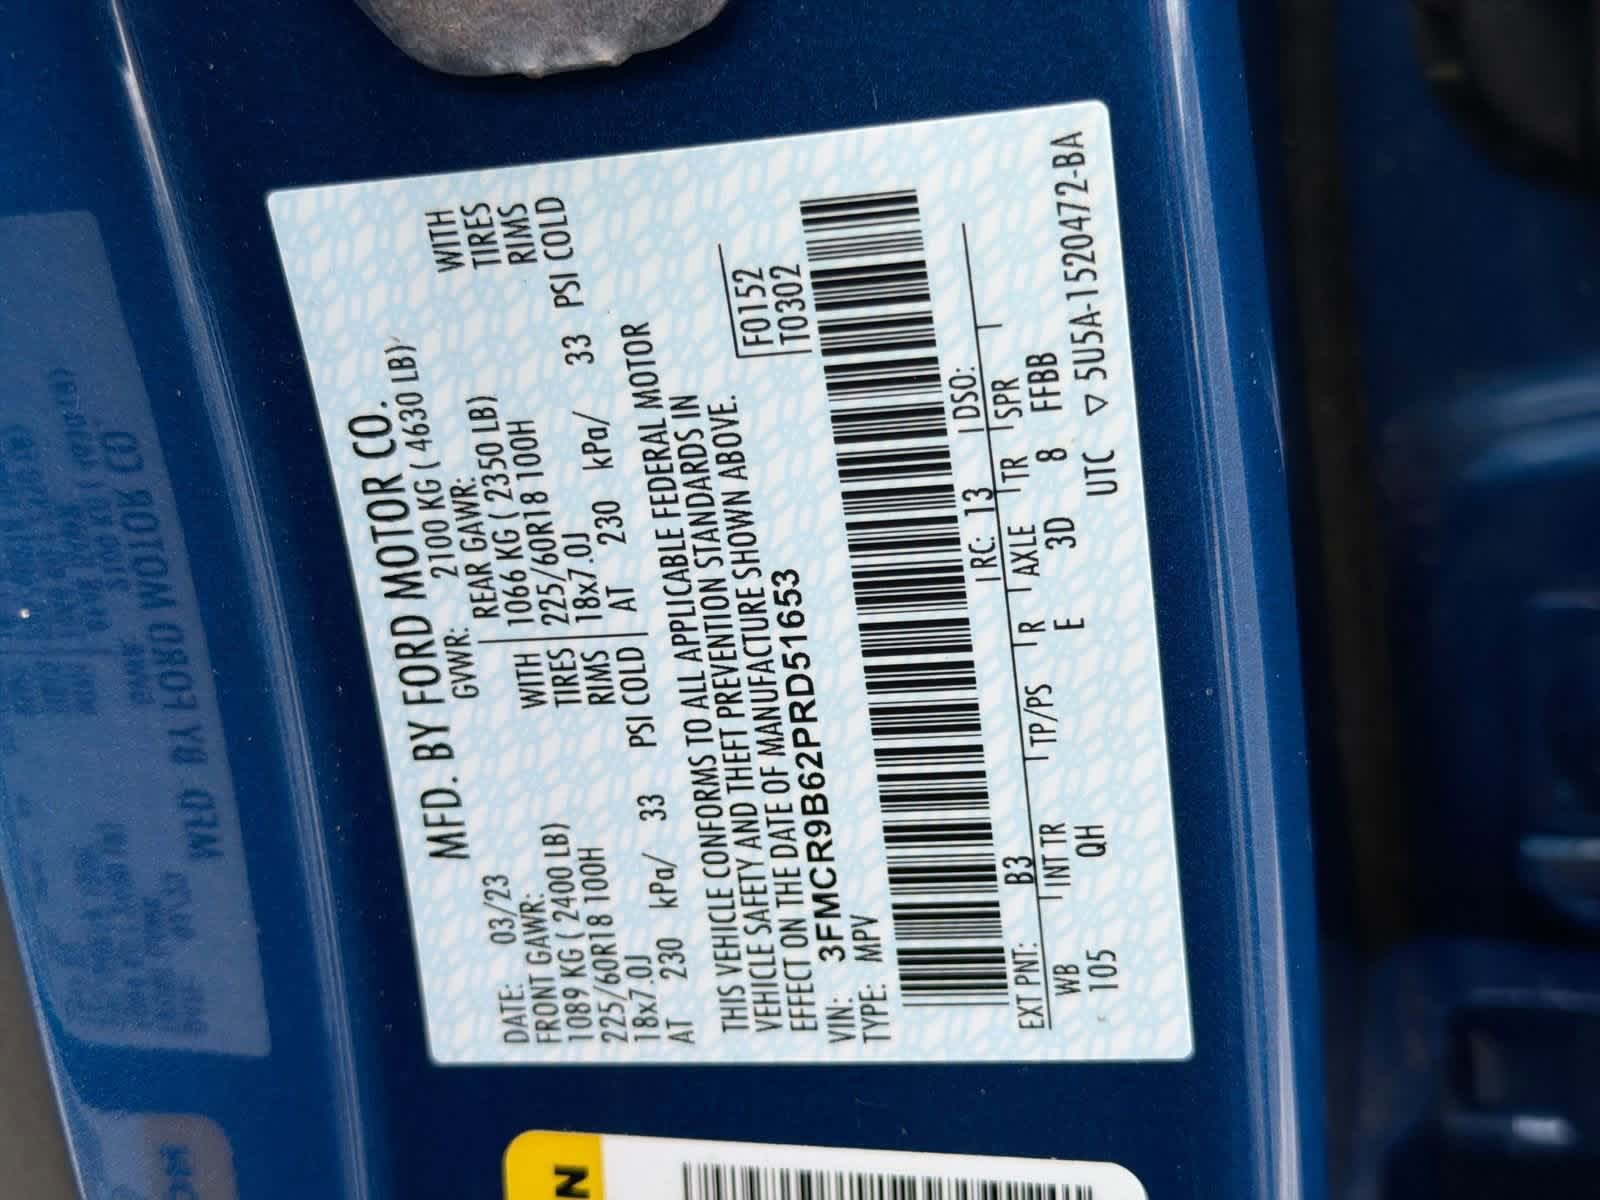 MFD. BY FORD MOTOR CO.
DATE: 03/23 GVWR: 2100 KG ( 4630 LB)
FRONT GAWR: REAR GAWR:
1089 KG ( 2400 LB) WITH 1066 KG ( 2350 LB) WITH
225/60R18 100H TIRES 225/60R18 100H TIRES
18x7.0J RIMS 18x7.0J RIMS
AT 230 kPa/ 33 PSI COLD AT 230 kPa/ 33 PSI COLD
THIS VEHICLE CONFORMS TO ALL APPLICABLE FEDERAL MOTOR
VEHICLE SAFETY AND THEFT PREVENTION STANDARDS IN
EFFECT ON THE DATE OF MANUFACTURE SHOWN ABOVE.
VIN: 3FMCR9B62PRD51653 F0152
TYPE: MPV T0302
EXT PNT: B3 RC: 13 DSO:
WB INT TR TP/PS R AXLE TR SPR
105 QH E 3D 8 FFBB
UTC ▽ 5U5A-1520472-BA
N